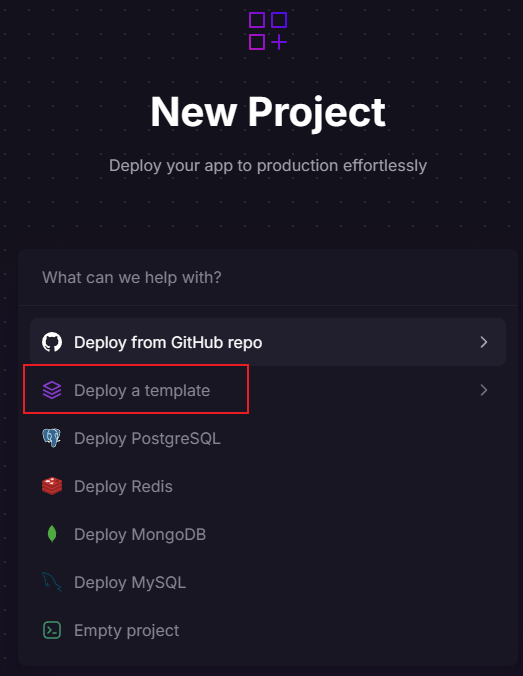 New Project
Deploy your app to production effortlessly
What can we help with?
Deploy from GitHub repo
Deploy a template
Deploy PostgreSQL
Deploy Redis
Deploy MongoDB
Deploy MySQL
Empty project